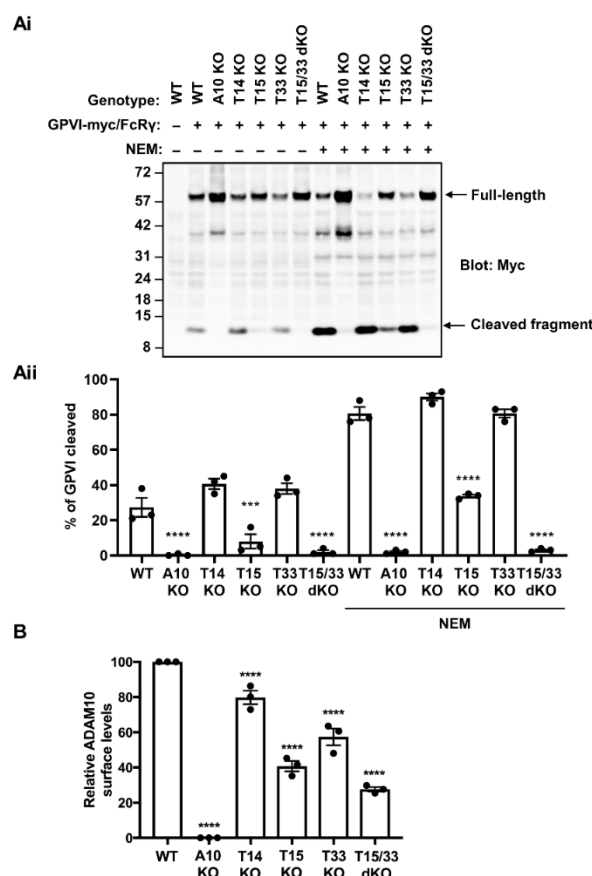 Ai
Genotype: WT WT A10 KO T14 KO T15 KO T33 KO T15/33 dKO WT A10 KO T14 KO T15 KO T33 KO T15/33 dKO
GPVI-myc/FcRγ: – + + + + + + + + + + + +
NEM: – – – – – – – + + + + + +
72
57
Full-length
42
31
Blot: Myc
24
18
15
Cleaved fragment
8
Aii
% of GPVI cleaved
100
80
60
40
20
0
**** *** **** **** **** ****
WT A10 KO T14 KO T15 KO T33 KO T15/33 dKO WT A10 KO T14 KO T15 KO T33 KO T15/33 dKO
NEM
B
Relative ADAM10 surface levels
100
80
60
40
20
0
**** **** **** **** ****
WT A10 KO T14 KO T15 KO T33 KO T15/33 dKO